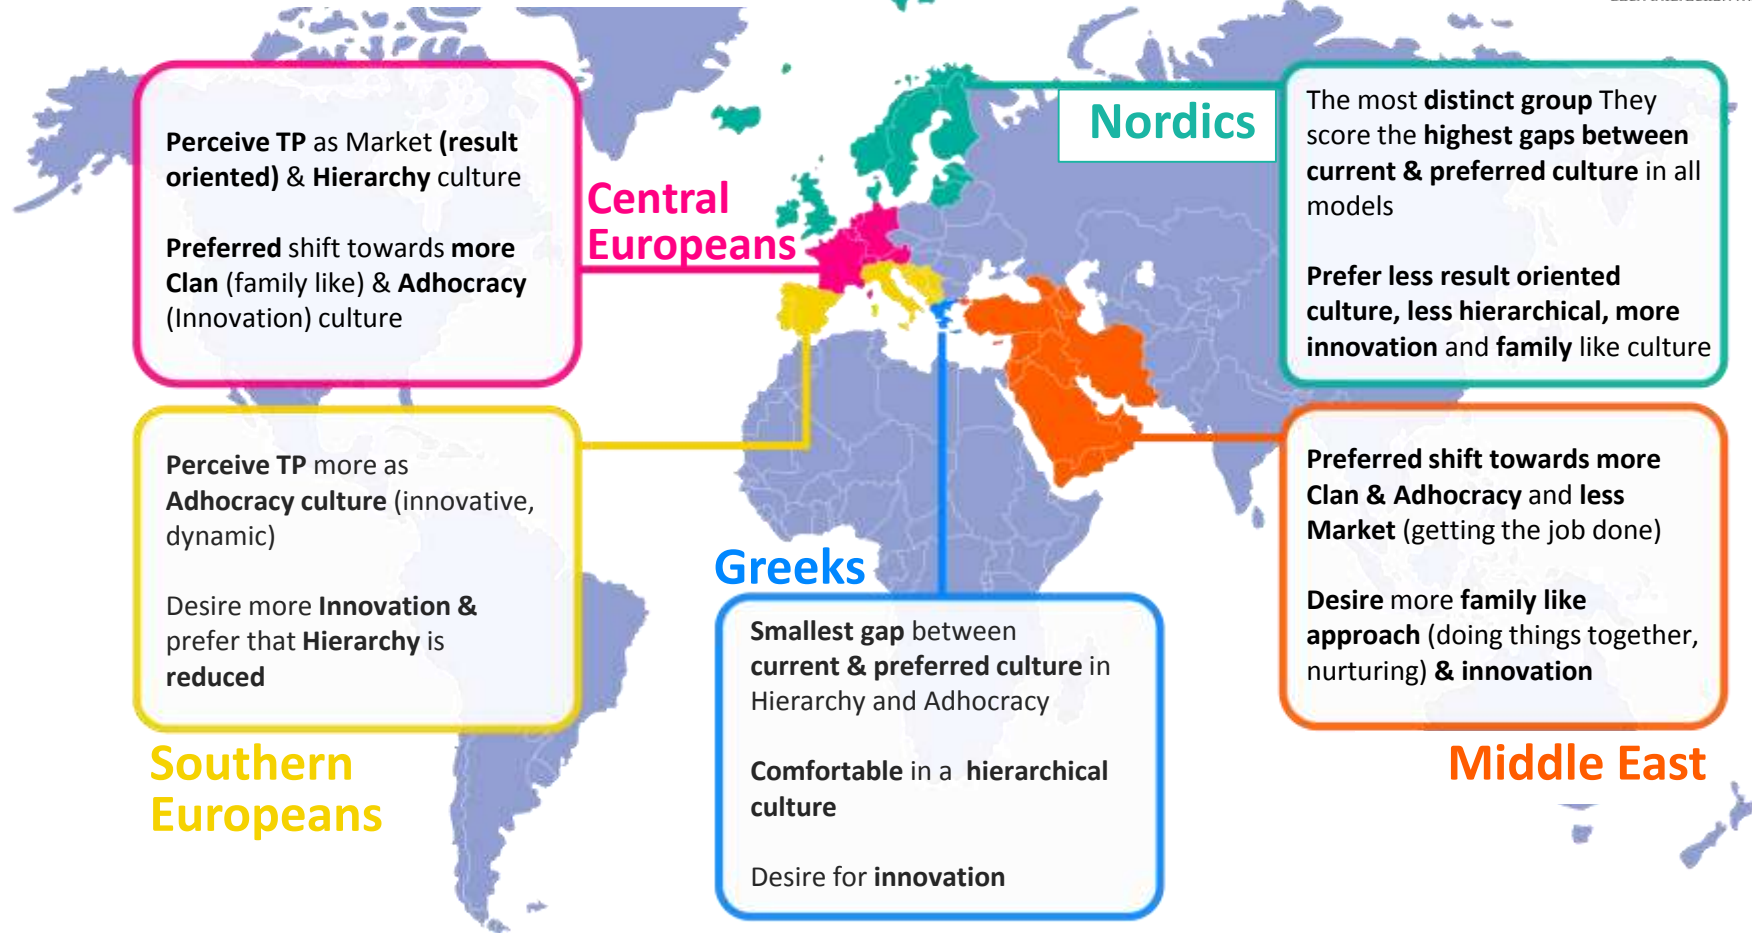 Perceive TP as Market (result
oriented) & Hierarchy culture
Preferred shift towards more
Clan (family like) & Adhocracy
(Innovation) culture
Central
Europeans
Nordics
The most distinct group They
score the highest gaps between
current & preferred culture in all
models
Prefer less result oriented
culture, less hierarchical, more
innovation and family like culture
Perceive TP more as
Adhocracy culture (innovative,
dynamic)
Desire more Innovation &
prefer that Hierarchy is
reduced
Southern
Europeans
Greeks
Smallest gap between
current & preferred culture in
Hierarchy and Adhocracy
Comfortable in a hierarchical
culture
Desire for innovation
Preferred shift towards more
Clan & Adhocracy and less
Market (getting the job done)
Desire more family like
approach (doing things together,
nurturing) & innovation
Middle East